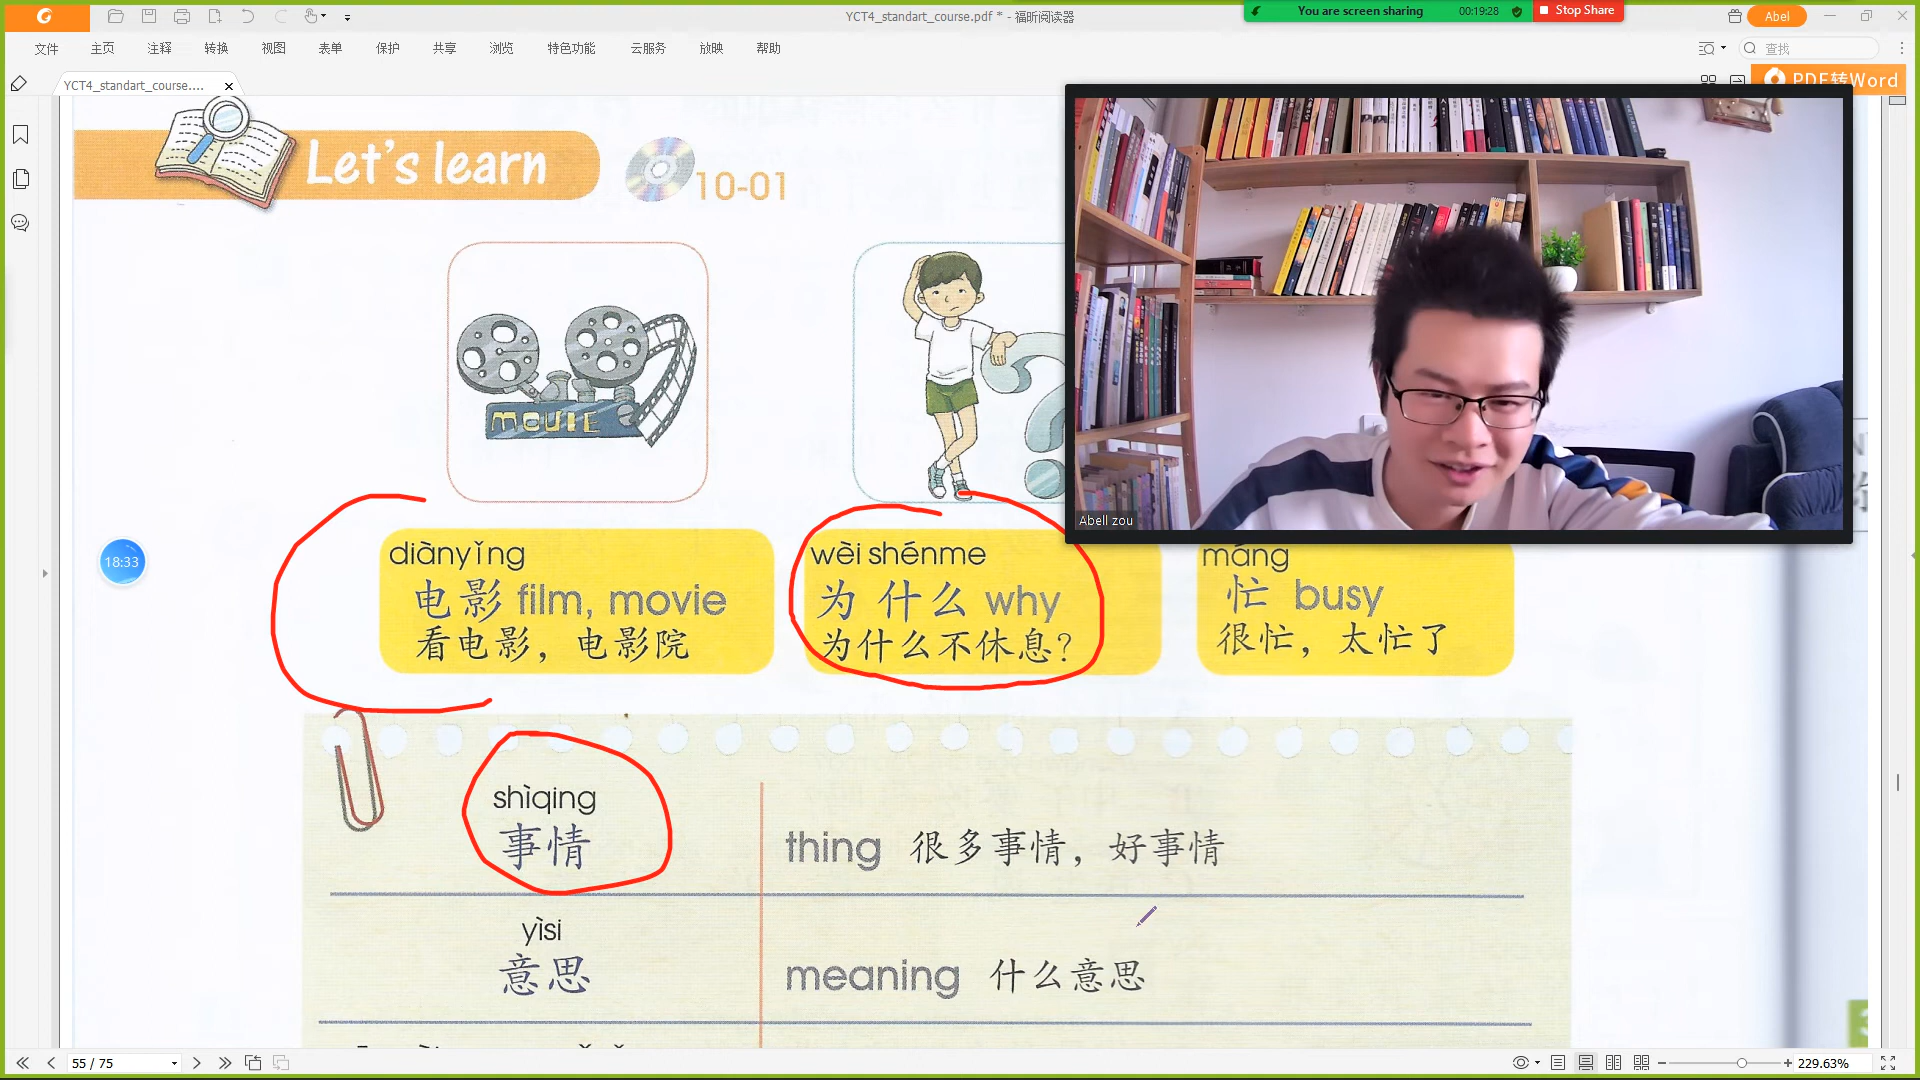 YCT4_standart_course.pdf * - 福昕阅读器
You are screen sharing
00:19:28
Stop Share
Abel
文件 主页 注释 转换 视图 表单 保护 共享 浏览 特色功能 云服务 放映 帮助
查找
YCT4_standart_course....
PDF转Word
Let's learn
10-01
MOVIE
Abell zou
18:33
diànyǐng
电影 film, movie
看电影，电影院
wèi shénme
为 什么 why
为什么不休息？
máng
忙 busy
很忙，太忙了
shìqing
事情
thing 很多事情，好事情
yìsi
意思
meaning 什么意思
55 / 75
229.63%